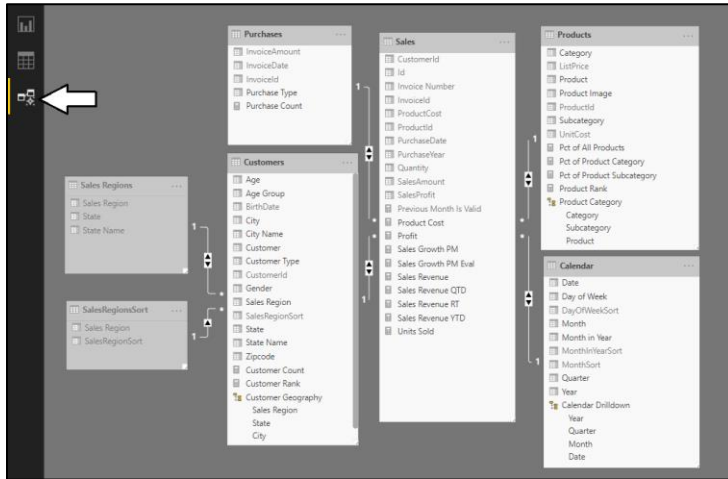 Purchases
InvoiceAmount
InvoiceDate
InvoiceId
Purchase Type
Purchase Count
Sales
CustomerId
Id
Invoice Number
InvoiceId
ProductCost
ProductId
PurchaseDate
PurchaseYear
Quantity
SalesAmount
SalesProfit
Previous Month Is Valid
Product Cost
Profit
Sales Growth PM
Sales Growth PM Eval
Sales Revenue
Sales Revenue QTD
Sales Revenue RT
Sales Revenue YTD
Units Sold
Products
Category
ListPrice
Product
Product Image
ProductId
Subcategory
UnitCost
Pct of All Products
Pct of Product Category
Pct of Product Subcategory
Product Rank
Product Category
Category
Subcategory
Product
Sales Regions
Sales Region
State
State Name
SalesRegionsSort
Sales Region
SalesRegionSort
Customers
Age
Age Group
BirthDate
City
City Name
Customer
Customer Type
CustomerId
Gender
Sales Region
SalesRegionSort
State
State Name
Zipcode
Customer Count
Customer Rank
Customer Geography
Sales Region
State
City
Calendar
Date
Day of Week
DayOfWeekSort
Month
Month in Year
MonthInYearSort
MonthSort
Quarter
Year
Calendar Drilldown
Year
Quarter
Month
Date
1
1
1
1
1
1